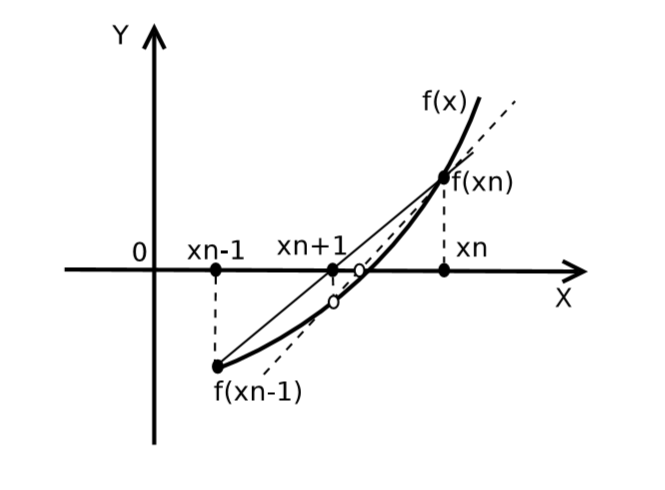 Y
f(x)
f(xn)
0
xn-1
xn+1
xn
X
f(xn-1)